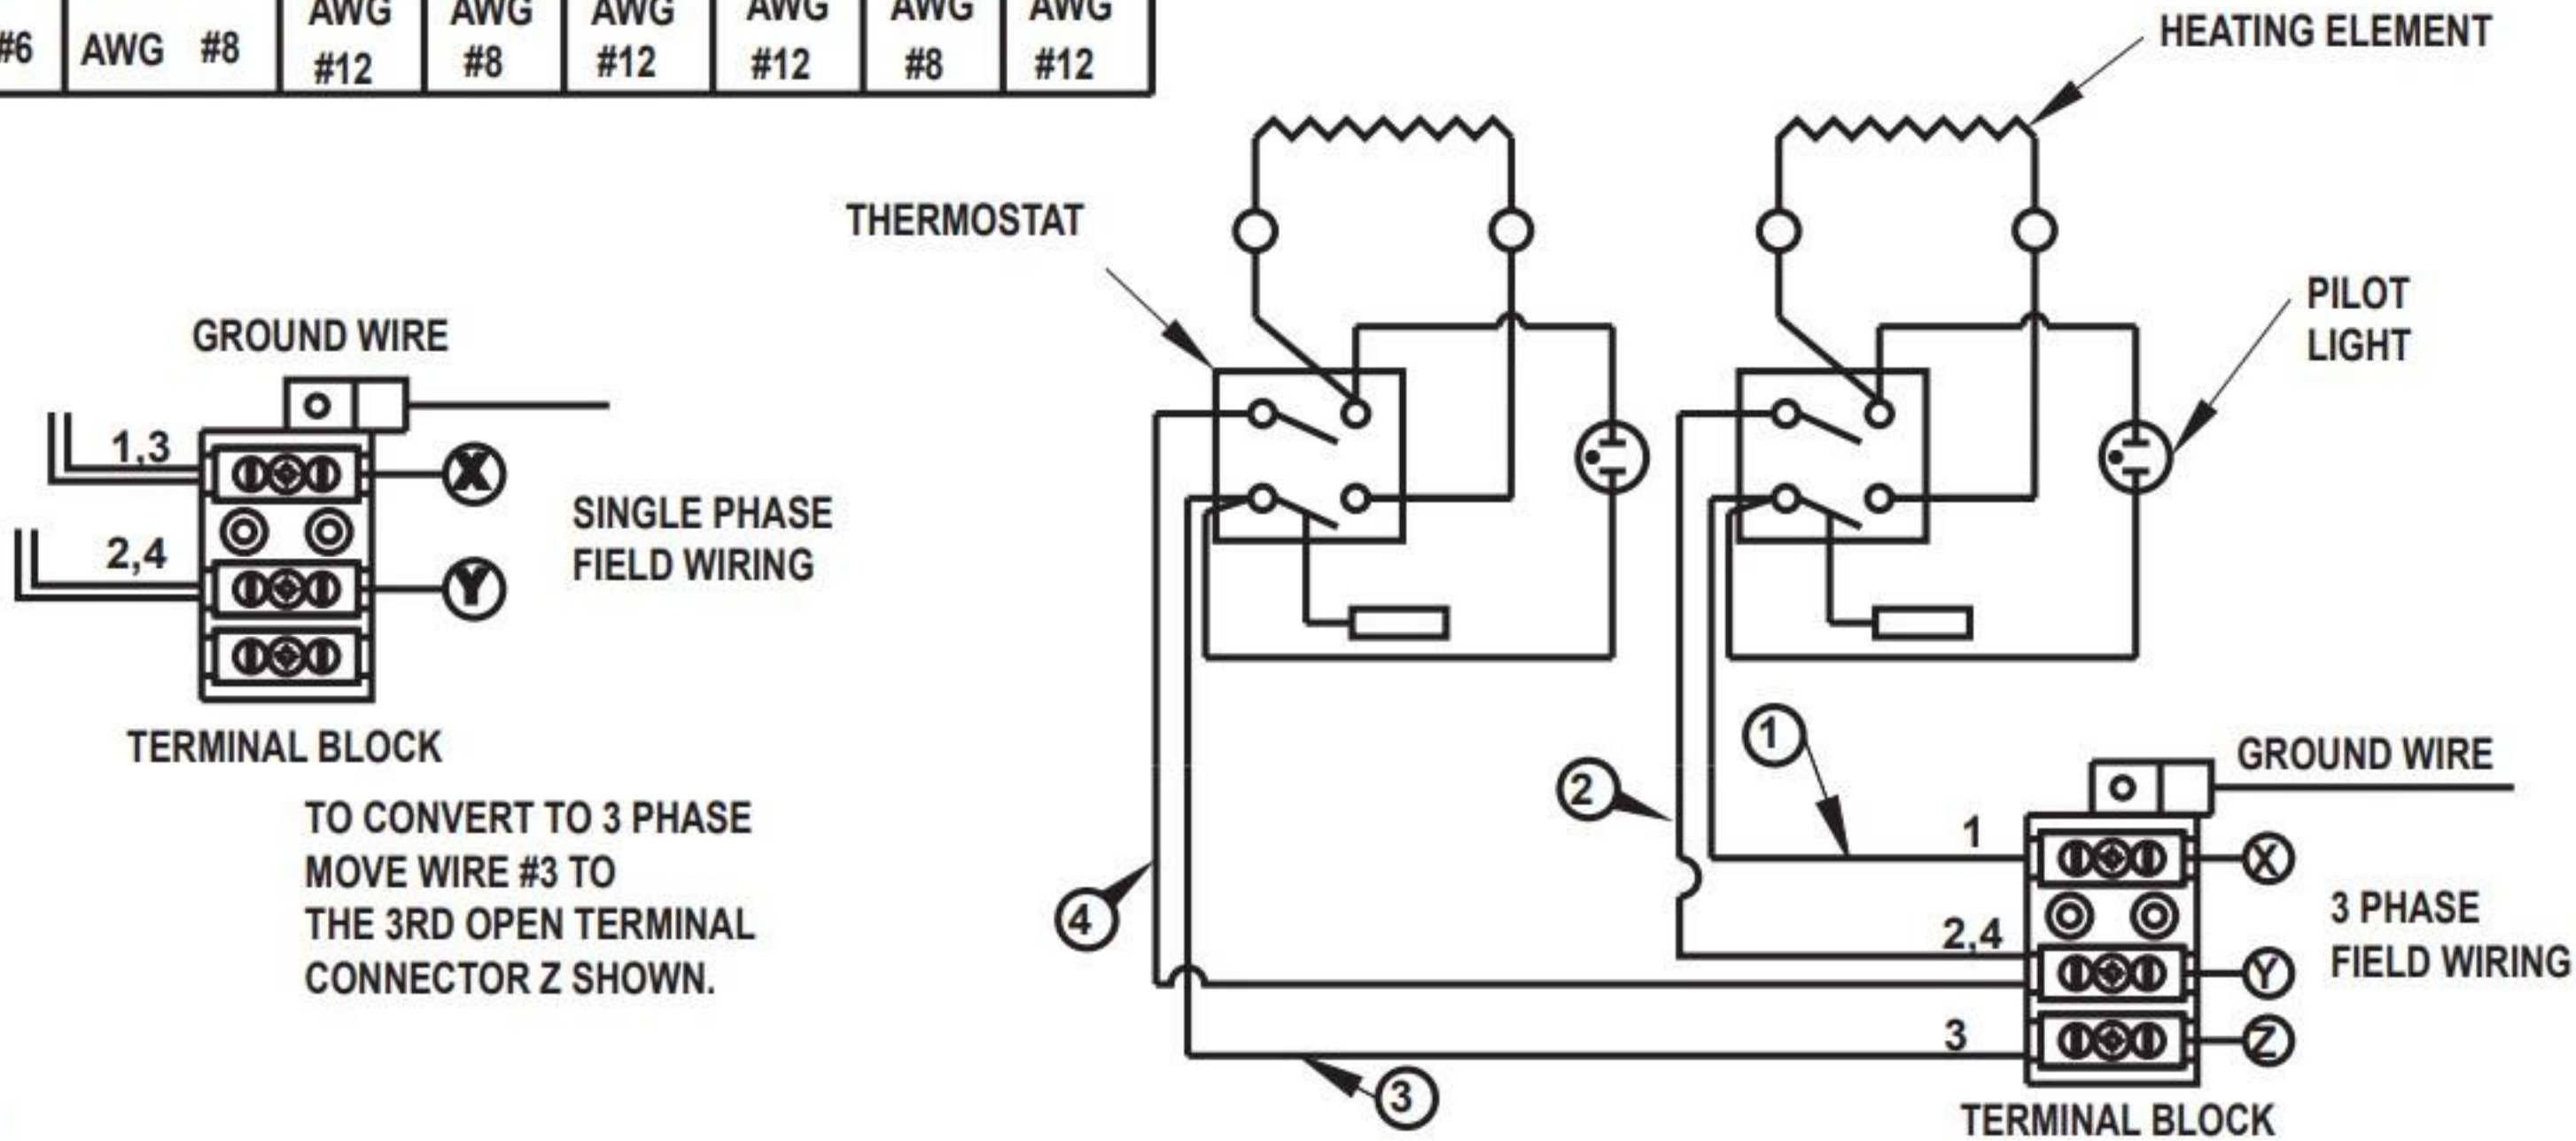 AWG AWG AWG AWG AWG AWG
#6 AWG #8 #12 #8 #12 #12 #8 #12
HEATING ELEMENT
THERMOSTAT
PILOT
LIGHT
GROUND WIRE
1,3
X
2,4
Y
SINGLE PHASE
FIELD WIRING
TERMINAL BLOCK
TO CONVERT TO 3 PHASE
MOVE WIRE #3 TO
THE 3RD OPEN TERMINAL
CONNECTOR Z SHOWN.
1
2
4
3
GROUND WIRE
1
X
2,4
Y
3
Z
3 PHASE
FIELD WIRING
TERMINAL BLOCK